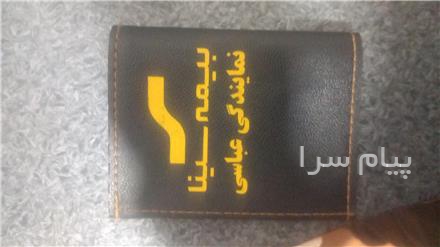 بیمه سینا
نمایندگی عباسی
پیام سرا